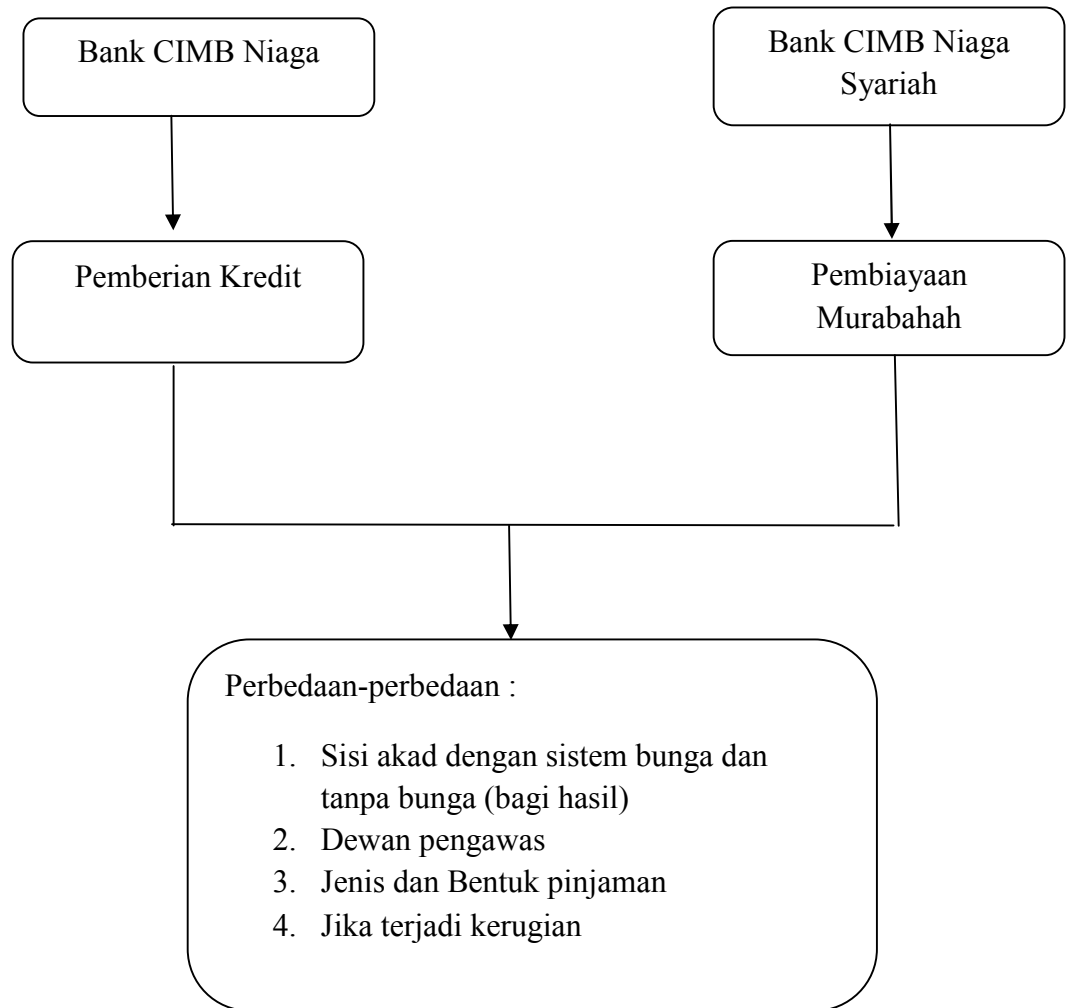 Bank CIMB Niaga
Bank CIMB Niaga
Syariah
Pemberian Kredit
Pembiayaan
Murabahah
Perbedaan-perbedaan :
1. Sisi akad dengan sistem bunga dan
tanpa bunga (bagi hasil)
2. Dewan pengawas
3. Jenis dan Bentuk pinjaman
4. Jika terjadi kerugian